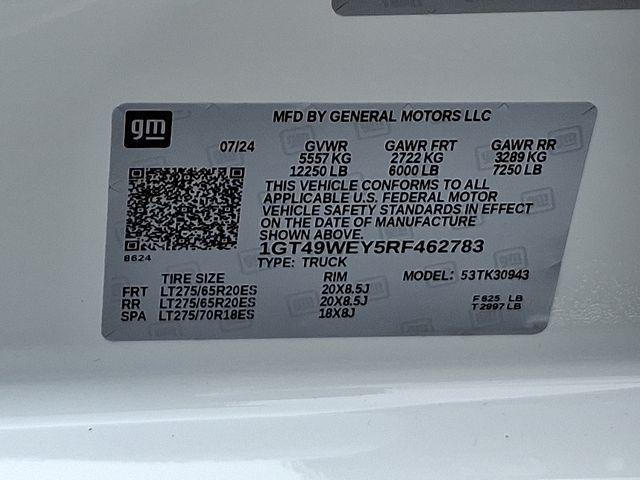 gm
MFD BY GENERAL MOTORS LLC
07/24 GVWR GAWR FRT GAWR RR
5557 KG 2722 KG 3289 KG
12250 LB 6000 LB 7250 LB
THIS VEHICLE CONFORMS TO ALL
APPLICABLE U.S. FEDERAL MOTOR
VEHICLE SAFETY STANDARDS IN EFFECT
ON THE DATE OF MANUFACTURE
SHOWN ABOVE.
1GT49WEY5RF462783
8624
TYPE: TRUCK
TIRE SIZE RIM MODEL: 53TK30943
FRT LT275/65R20ES 20X8.5J
RR LT275/65R20ES 20X8.5J F 625 LB
SPA LT275/70R18ES 18X8J T 2997 LB